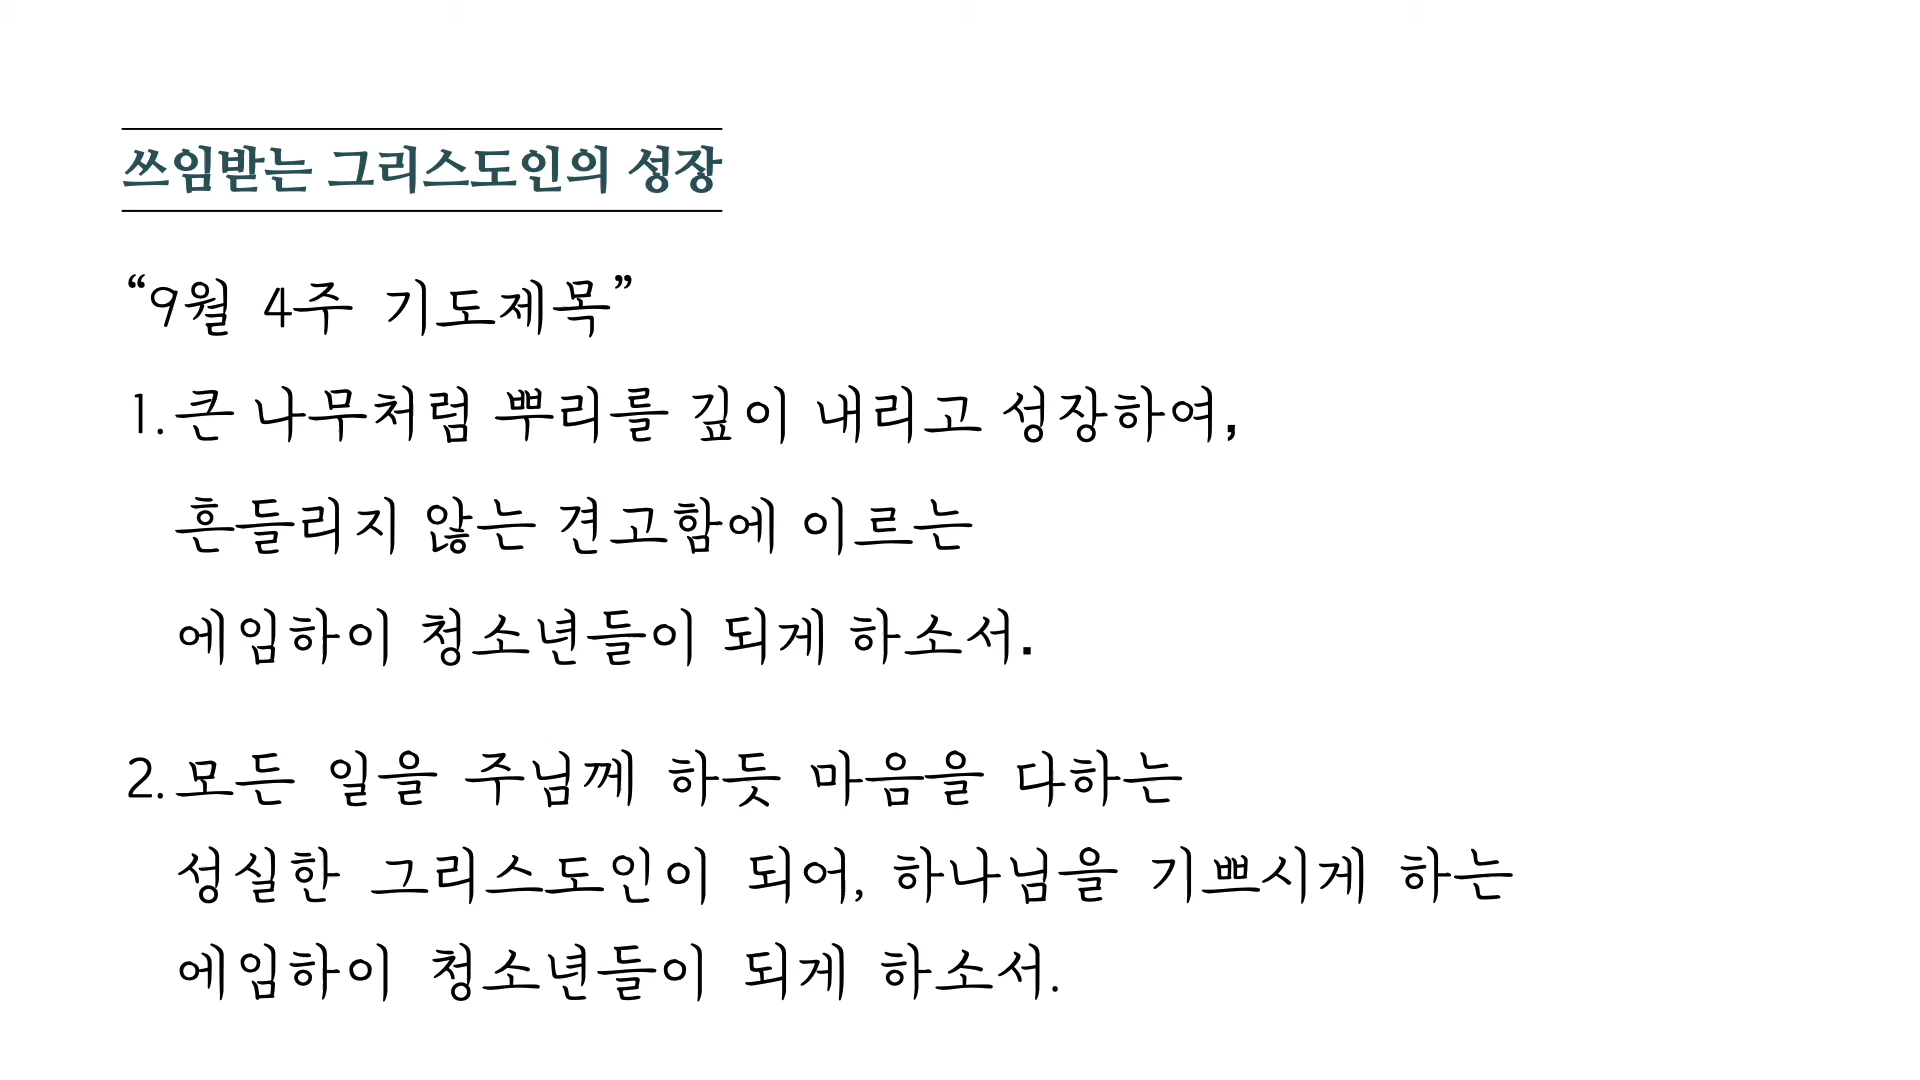 쓰임받는 그리스도인의 성장
“9월 4주 기도제목”
1. 큰 나무처럼 뿌리를 깊이 내리고 성장하여,
흔들리지 않는 견고함에 이르는
에임하이 청소년들이 되게 하소서.
2. 모든 일을 주님께 하듯 마음을 다하는
성실한 그리스도인이 되어, 하나님을 기쁘시게 하는
에임하이 청소년들이 되게 하소서.